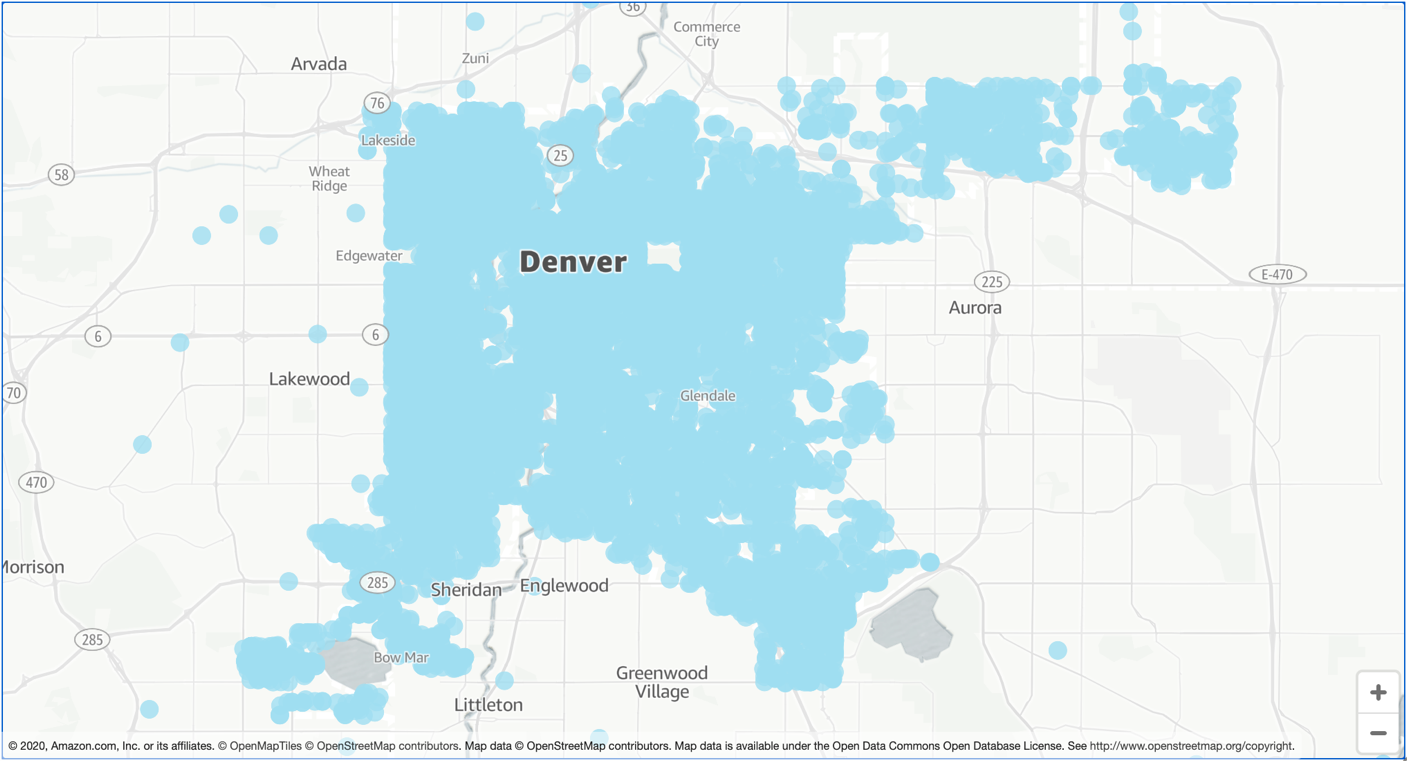 36
Commerce
City
Zuni
Arvada
76
Lakeside
25
58
Wheat
Ridge
Edgewater
Denver
E-470
225
Aurora
6
6
Lakewood
70
Glendale
470
Morrison
285
Sheridan
Englewood
285
Bow Mar
Greenwood
Village
Littleton
+
−
© 2020, Amazon.com, Inc. or its affiliates. © OpenMapTiles © OpenStreetMap contributors. Map data © OpenStreetMap contributors. Map data is available under the Open Data Commons Open Database License. See http://www.openstreetmap.org/copyright.